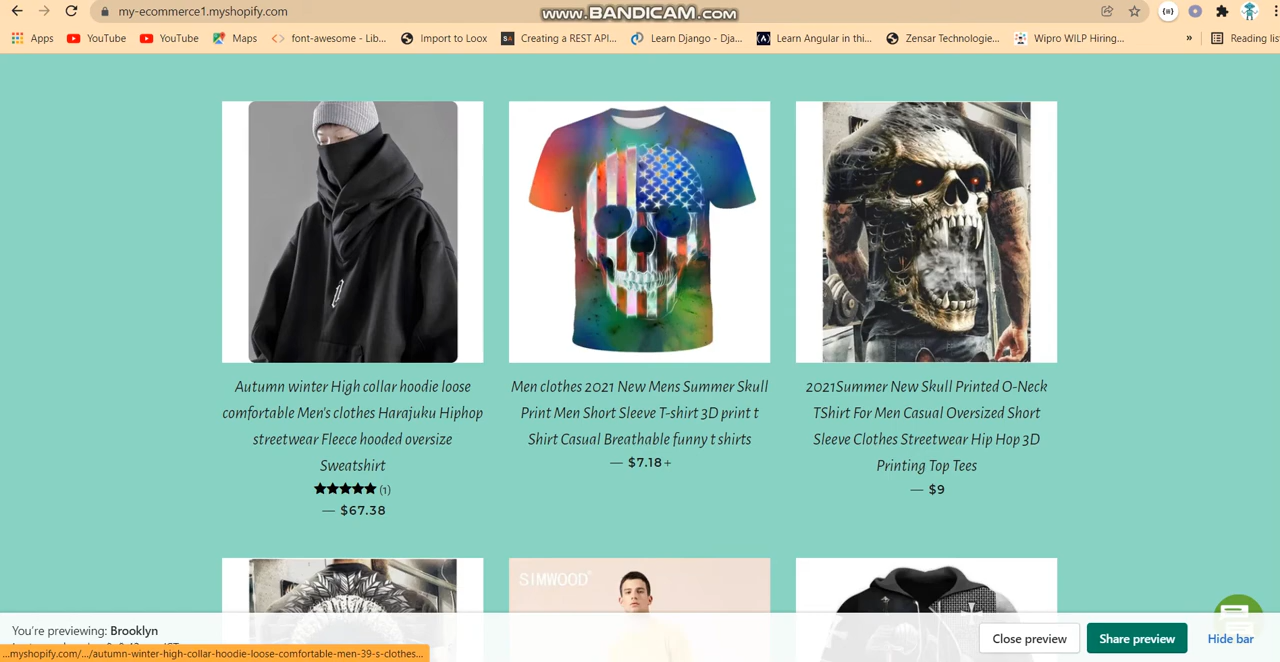 www.BANDICAM.com
my-ecommerce1.myshopify.com
Apps YouTube YouTube Maps font-awesome - Lib... Import to Loox Creating a REST API... Learn Django - Dja... Learn Angular in thi... Zensar Technologie... Wipro WILP Hiring... » Reading lis
Autumn winter High collar hoodie loose
comfortable Men's clothes Harajuku Hiphop
streetwear Fleece hooded oversize
Sweatshirt
★★★★★ (1)
— $67.38
Men clothes 2021 New Mens Summer Skull
Print Men Short Sleeve T-shirt 3D print t
Shirt Casual Breathable funny t shirts
— $7.18+
2021Summer New Skull Printed O-Neck
TShirt For Men Casual Oversized Short
Sleeve Clothes Streetwear Hip Hop 3D
Printing Top Tees
— $9
SIMWOOD®
You're previewing: Brooklyn
Close preview Share preview Hide bar
...myshopify.com/.../autumn-winter-high-collar-hoodie-loose-comfortable-men-39-s-clothes...